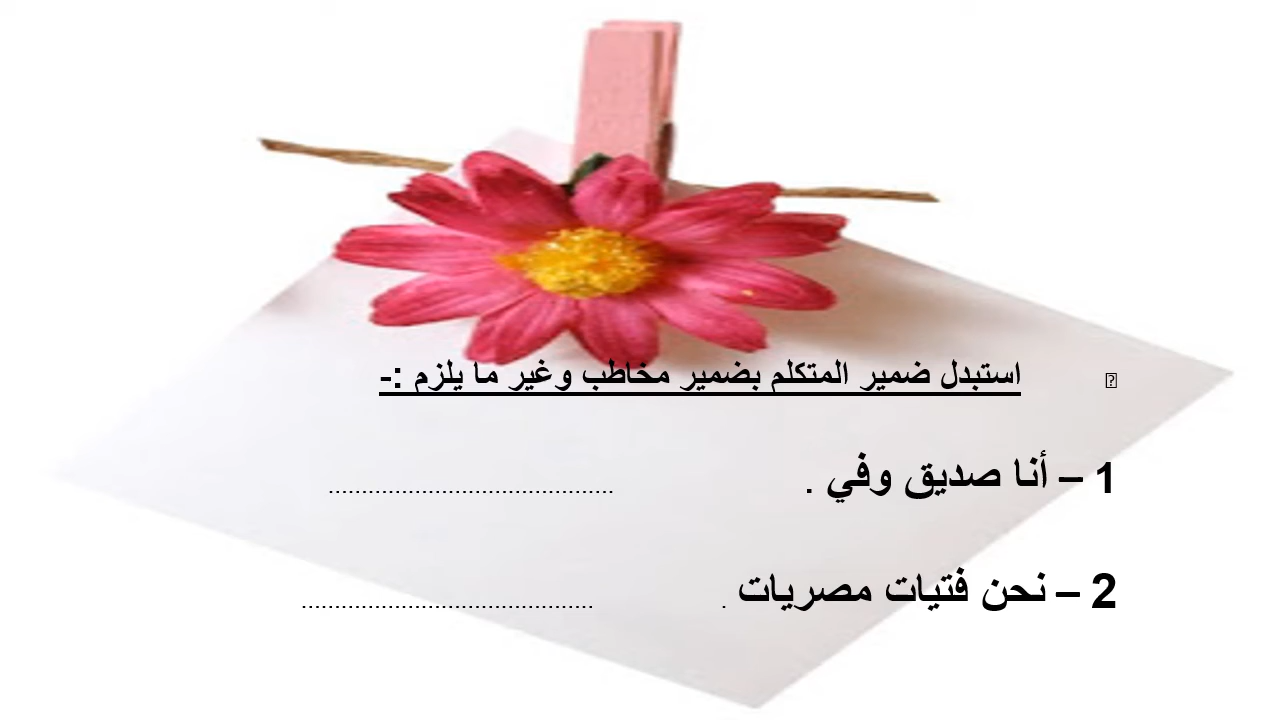 استبدل ضمير المتكلم بضمير مخاطب وغير ما يلزم :-
1 – أنا صديق وفي . ...........................................
2 – نحن فتيات مصريات . ............................................